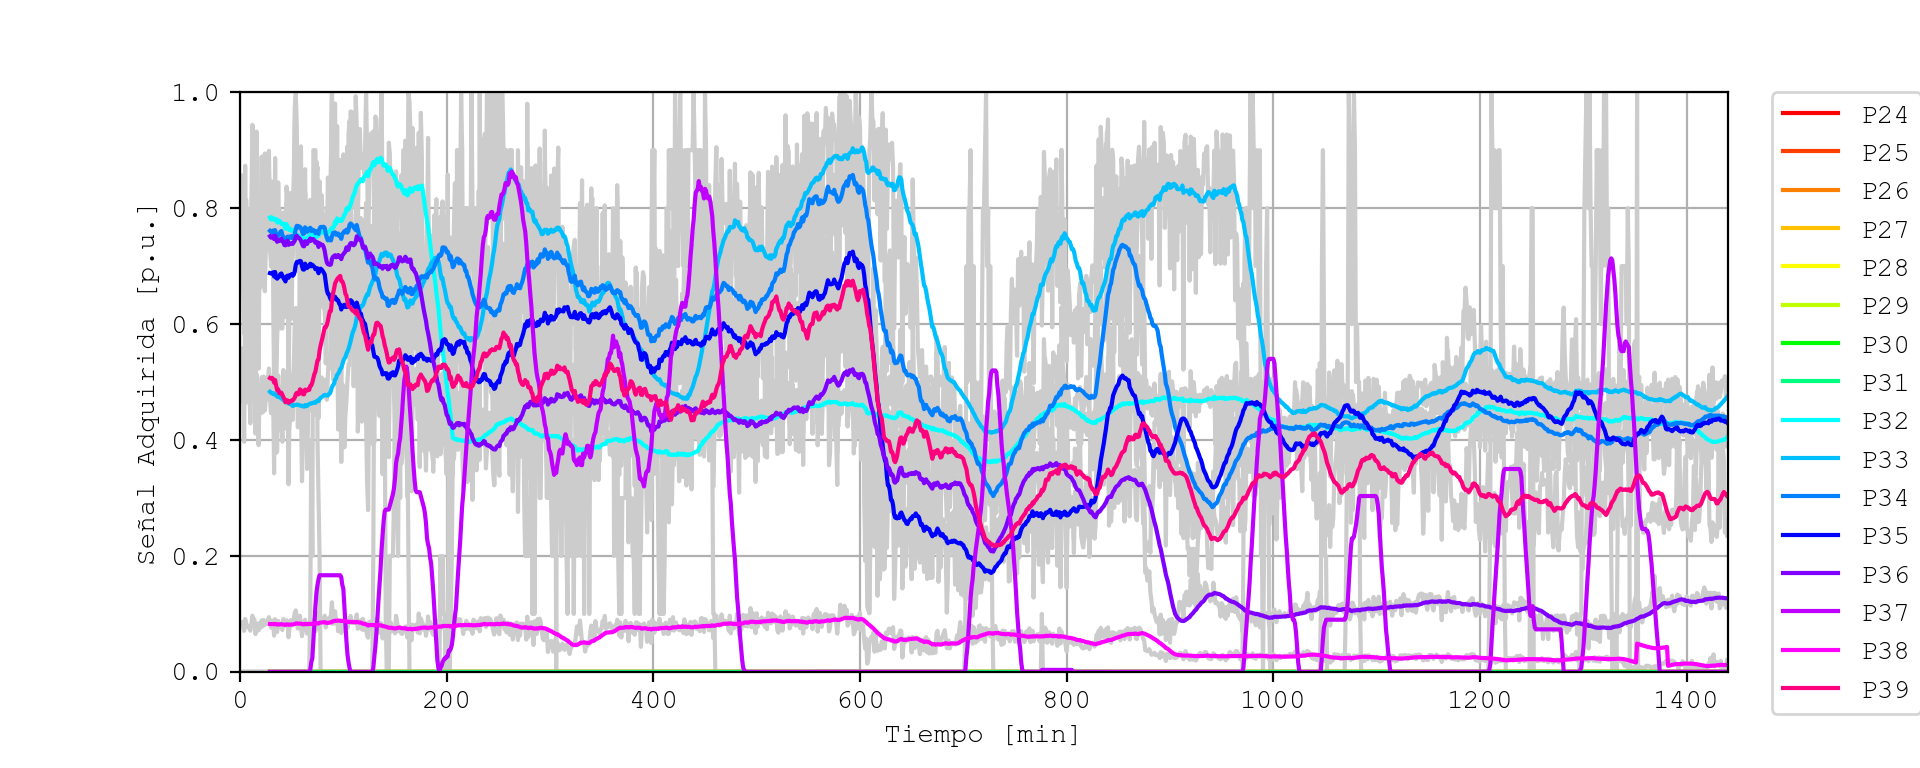 1.0
0.8
0.6
0.4
0.2
0.0
Señal Adquirida [p.u.]
0 200 400 600 800 1000 1200 1400
Tiempo [min]
P24
P25
P26
P27
P28
P29
P30
P31
P32
P33
P34
P35
P36
P37
P38
P39